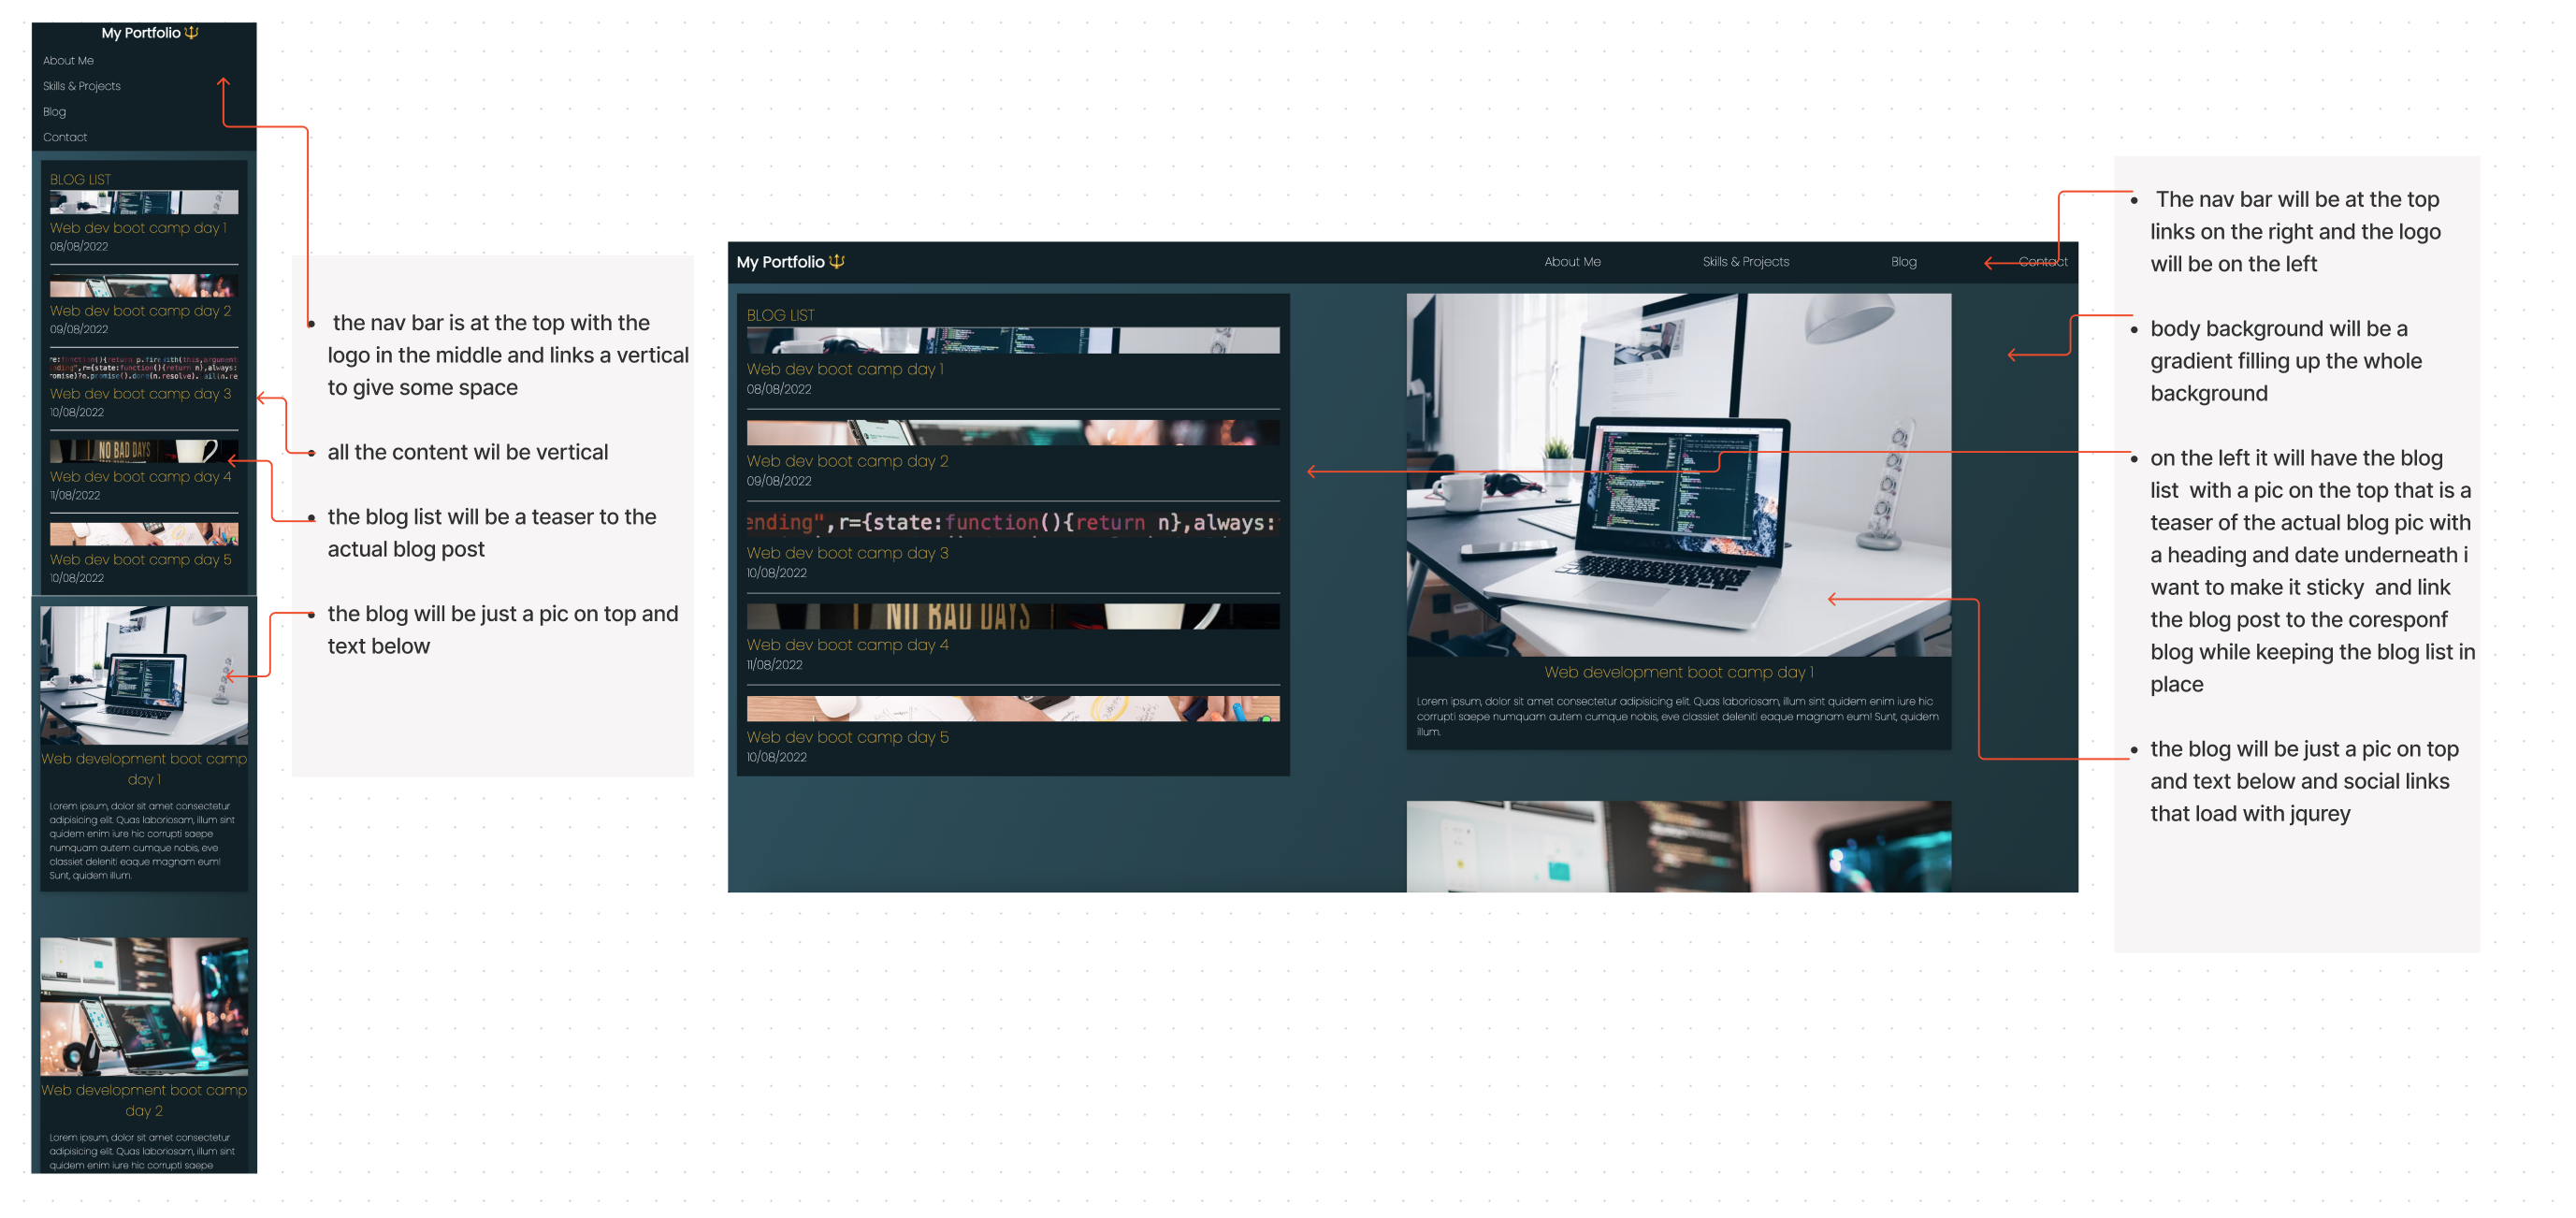 My Portfolio
About Me
Skills & Projects
Blog
Contact
BLOG LIST
Web dev boot camp day 1
08/08/2022
Web dev boot camp day 2
09/08/2022
Web dev boot camp day 3
10/08/2022
NO BAD DAYS
Web dev boot camp day 4
11/08/2022
Web dev boot camp day 5
10/08/2022
Web development boot camp
day 1
Lorem ipsum, dolor sit amet consectetur
adipisicing elit. Quas laboriosam, illum sint
quidem enim iure hic corrupti saepe
numquam autem cumque nobis, eve
classiet deleniti eaque magnam eum!
Sunt, quidem illum.
Web development boot camp
day 2
Lorem ipsum, dolor sit amet consectetur
adipisicing elit. Quas laboriosam, illum sint
quidem enim iure hic corrupti saepe
• the nav bar is at the top with the
logo in the middle and links a vertical
to give some space
• all the content wil be vertical
• the blog list will be a teaser to the
actual blog post
• the blog will be just a pic on top and
text below
My Portfolio
About Me
Skills & Projects
Blog
Contact
BLOG LIST
Web dev boot camp day 1
08/08/2022
Web dev boot camp day 2
09/08/2022
ending",r={state:function(){return n},always:
Web dev boot camp day 3
10/08/2022
NO BAD DAYS
Web dev boot camp day 4
11/08/2022
Web dev boot camp day 5
10/08/2022
Web development boot camp day 1
Lorem ipsum, dolor sit amet consectetur adipisicing elit. Quas laboriosam, illum sint quidem enim iure hic
corrupti saepe numquam autem cumque nobis, eve classiet deleniti eaque magnam eum! Sunt, quidem
illum.
• The nav bar will be at the top
links on the right and the logo
will be on the left
• body background will be a
gradient filling up the whole
background
• on the left it will have the blog
list with a pic on the top that is a
teaser of the actual blog pic with
a heading and date underneath i
want to make it sticky and link
the blog post to the coresponf
blog while keeping the blog list in
place
• the blog will be just a pic on top
and text below and social links
that load with jqurey